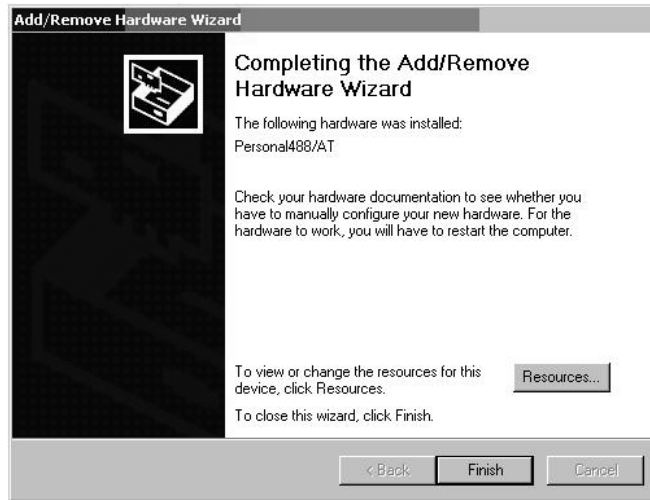 Add/Remove Hardware Wizard
Completing the Add/Remove
Hardware Wizard
The following hardware was installed:
Personal488/AT
Check your hardware documentation to see whether you
have to manually configure your new hardware. For the
hardware to work, you will have to restart the computer.
To view or change the resources for this
device, click Resources.
Resources...
To close this wizard, click Finish.
< Back
Finish
Cancel